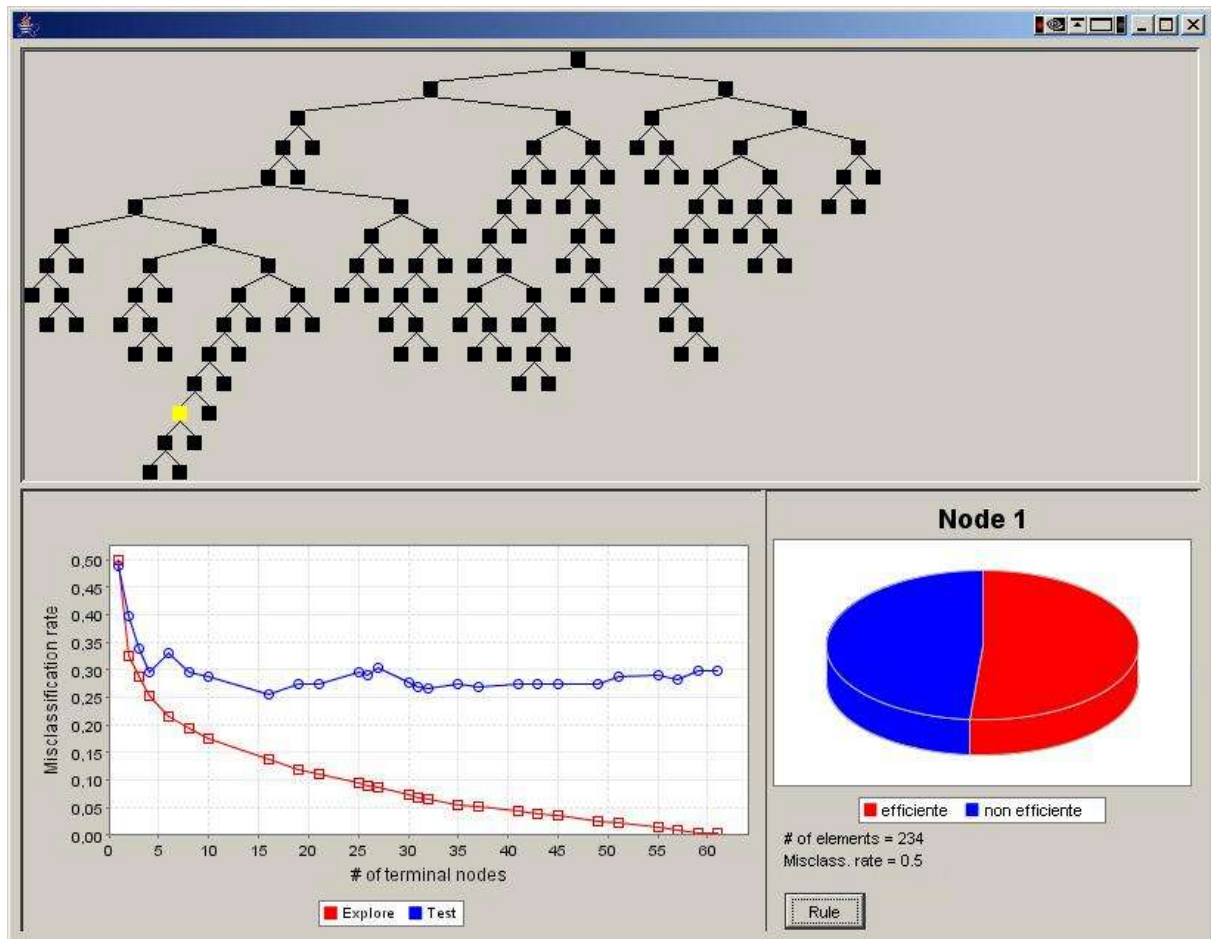 Node 1
0,50
0,45
0,40
0,35
0,30
0,25
0,20
0,15
0,10
0,05
0,00
Misclassification rate
0 5 10 15 20 25 30 35 40 45 50 55 60
# of terminal nodes
Explore Test
efficiente non efficiente
# of elements = 234
Misclass. rate = 0.5
Rule